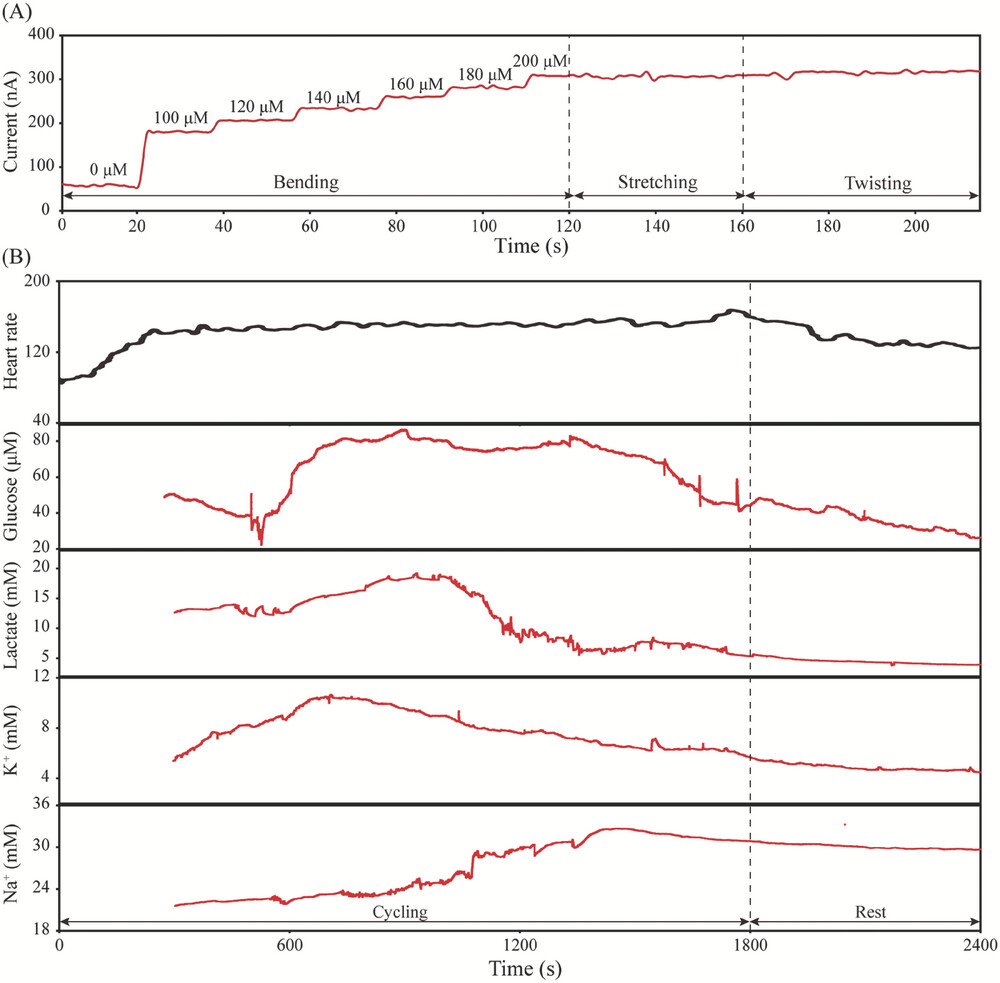 (A)
Current (nA)
400
300
200
100
0
0 μM
100 μM
120 μM
140 μM
160 μM
180 μM
200 μM
Bending
Stretching
Twisting
0
20
40
60
80
100
120
140
160
180
200
Time (s)
(B)
Heart rate
200
120
40
Glucose (μM)
80
60
40
20
Lactate (mM)
20
15
10
5
K⁺ (mM)
12
8
4
Na⁺ (mM)
36
30
24
18
Cycling
Rest
0
600
1200
1800
2400
Time (s)